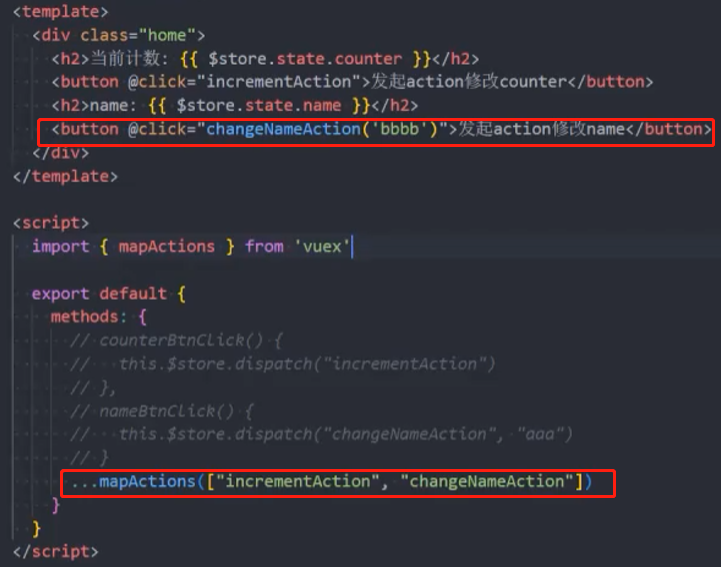 <template>
<div class="home">
<h2>当前计数: {{ $store.state.counter }}</h2>
<button @click="incrementAction">发起action修改counter</button>
<h2>name: {{ $store.state.name }}</h2>
<button @click="changeNameAction('bbbb')">发起action修改name</button>
</div>
</template>
<script>
import { mapActions } from 'vuex'
export default {
methods: {
// counterBtnClick() {
//   this.$store.dispatch("incrementAction")
// },
// nameBtnClick() {
//   this.$store.dispatch("changeNameAction", "aaa")
// }
...mapActions(["incrementAction", "changeNameAction"])
}
}
</script>